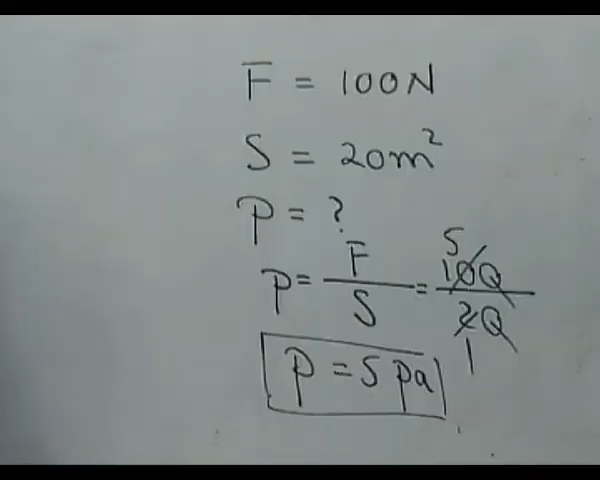 F = 100N
S = 20m²
P = ?
P = F/S = 100/20
5
1
P = 5 pa